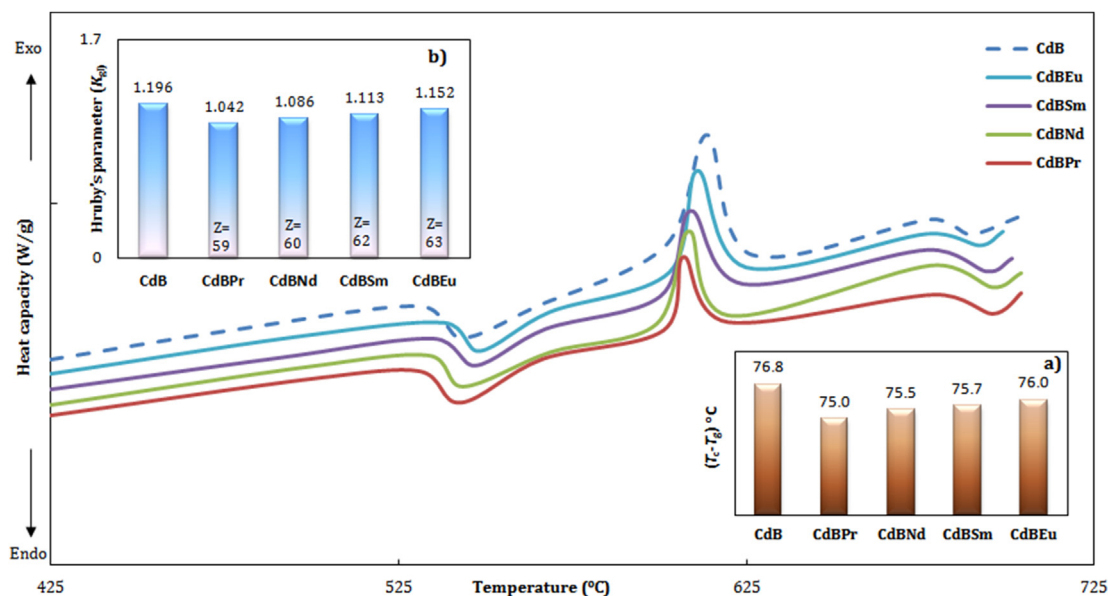 Exo
Heat capacity (W/g)
Endo
425
525
625
725
Temperature (⁰C)
CdB
CdBEu
CdBSm
CdBNd
CdBPr
b)
Hruby's parameter (Kgl)
1.7
0
1.196
1.042
1.086
1.113
1.152
Z=
59
Z=
60
Z=
62
Z=
63
CdB
CdBPr
CdBNd
CdBSm
CdBEu
a)
(Tc-Tg) °C
76.8
75.0
75.5
75.7
76.0
CdB
CdBPr
CdBNd
CdBSm
CdBEu